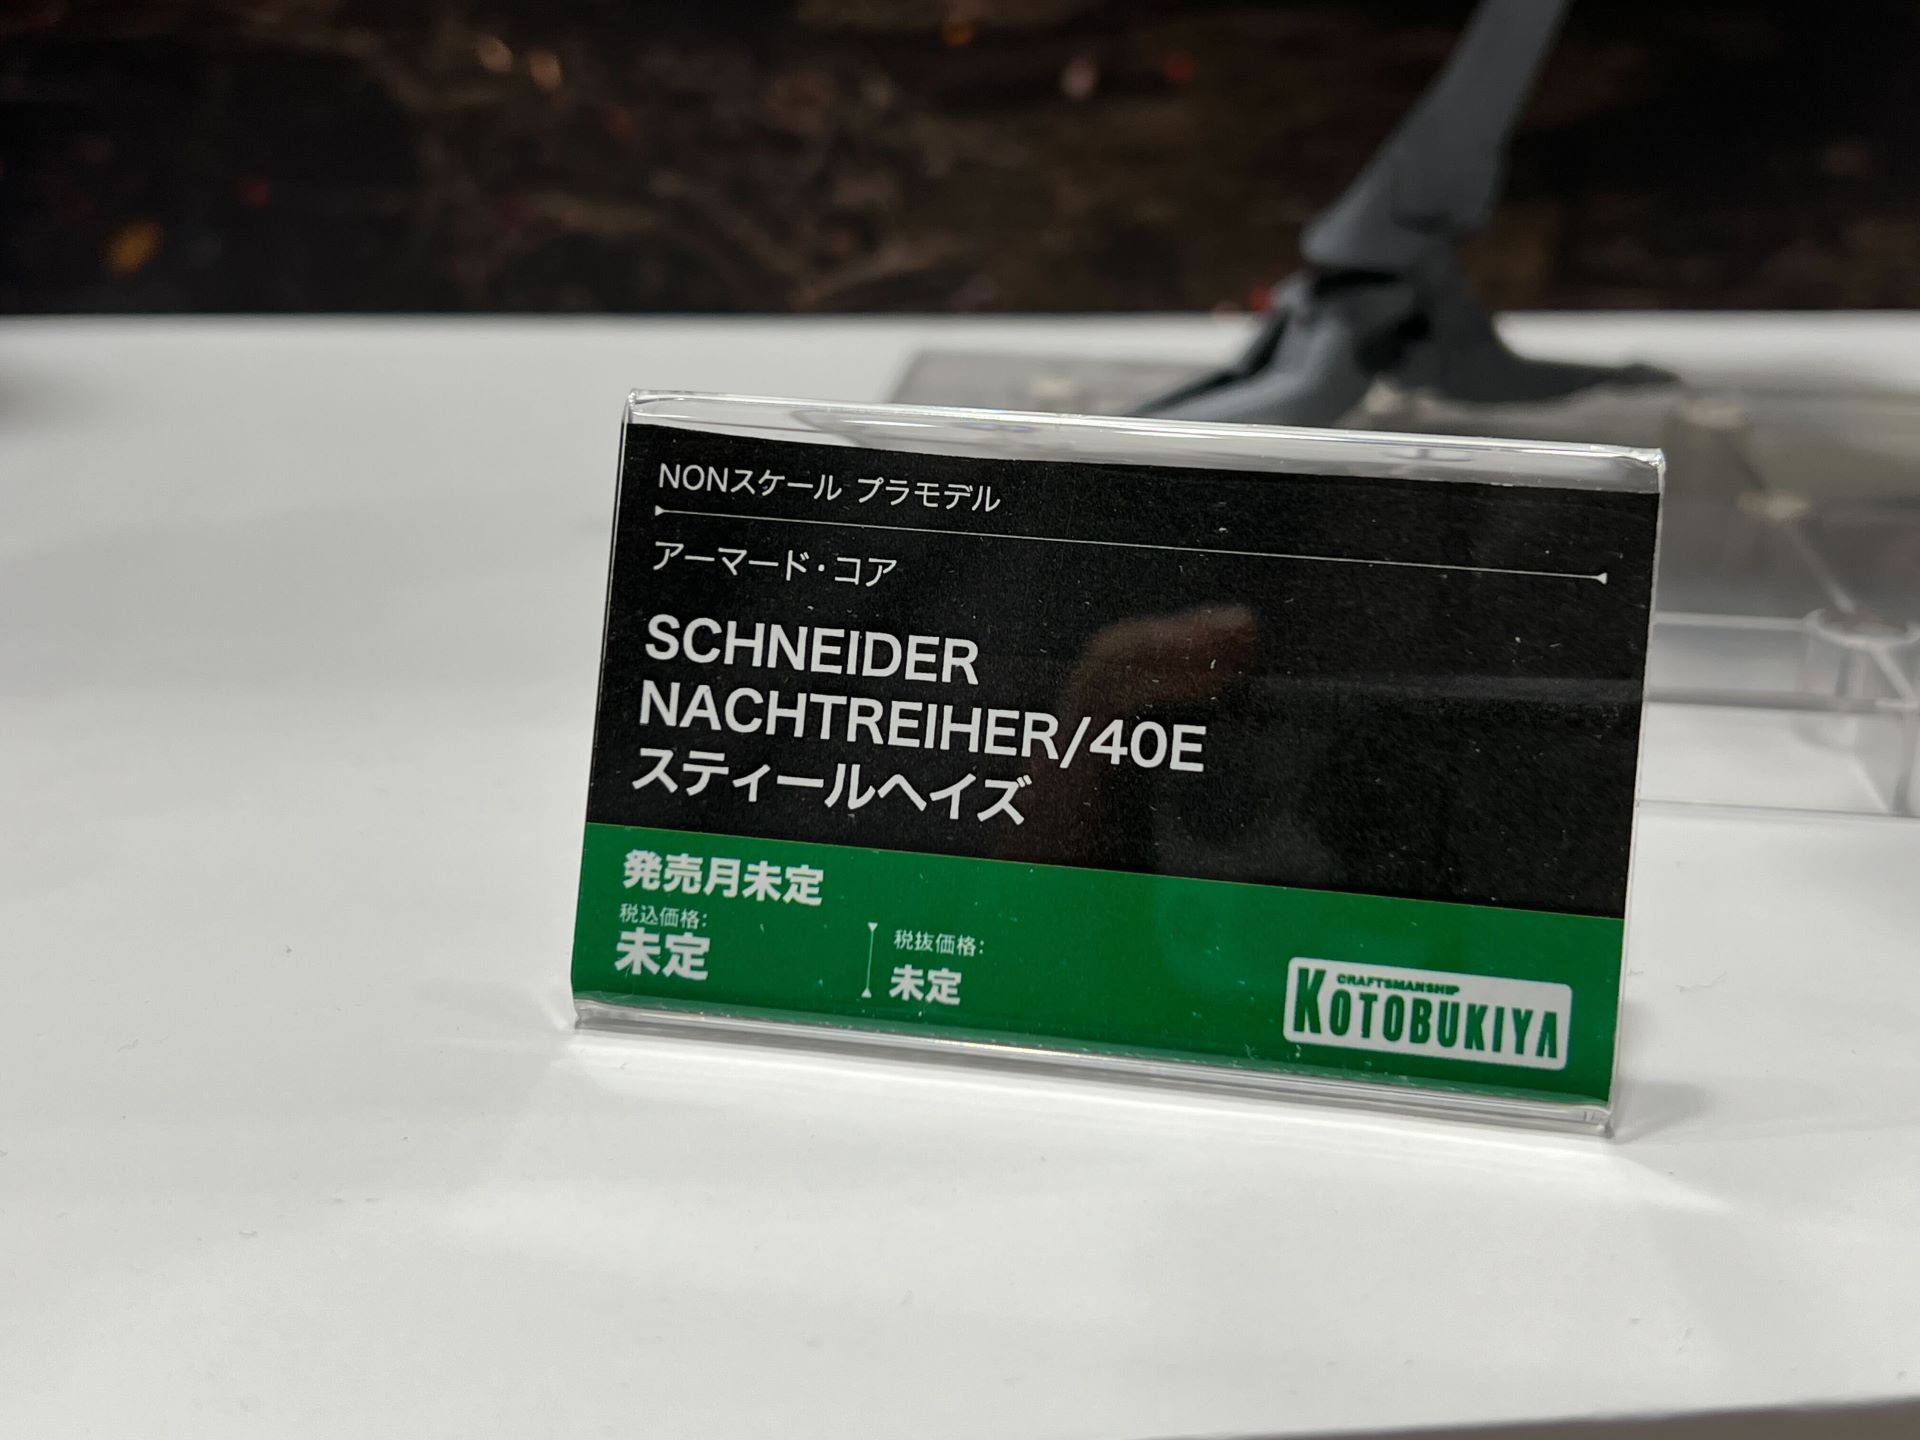 NONスケール プラモデル
アーマード・コア
SCHNEIDER
NACHTREIHER/40E
スティールヘイズ
発売月未定
税込価格:
未定
税抜価格:
未定
CRAFTSMANSHIP
KOTOBUKIYA